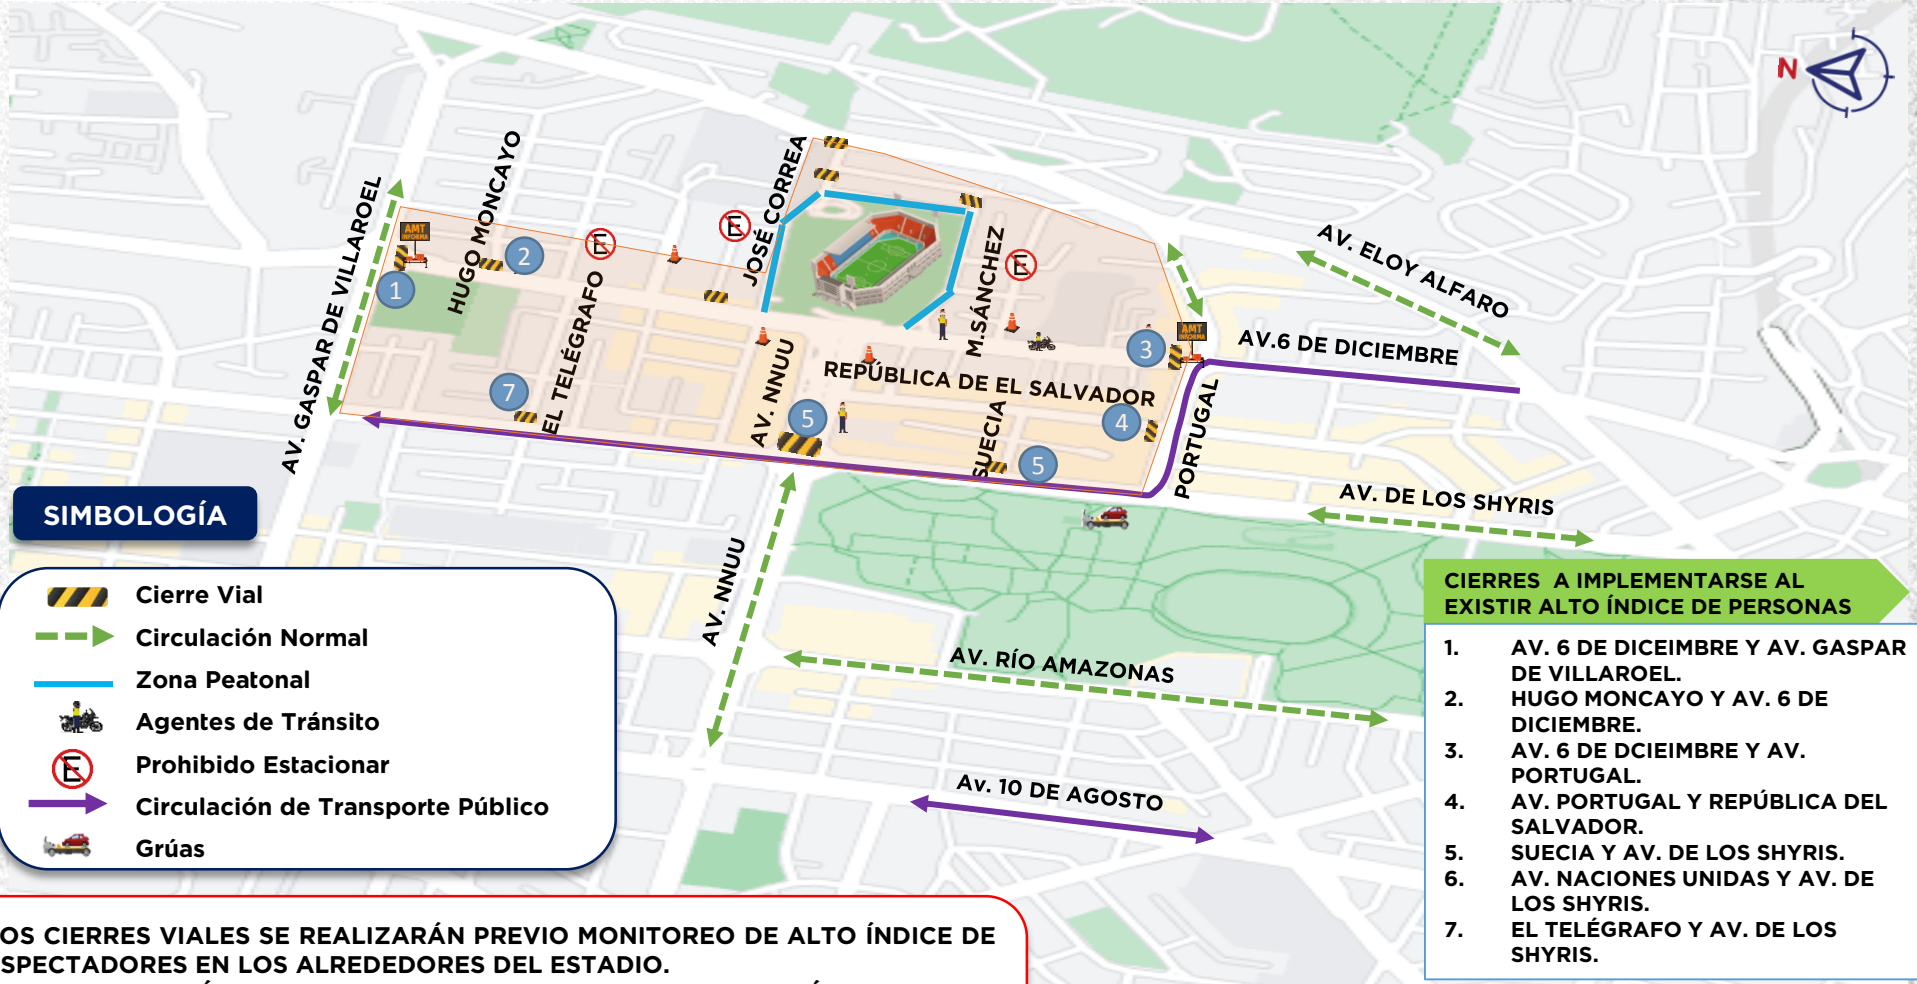 N
AV. GASPAR DE VILLAROEL
HUGO MONCAYO
EL TELÉGRAFO
JOSÉ CORREA
AV. NNUU
M.SÁNCHEZ
REPÚBLICA DE EL SALVADOR
SUECIA
PORTUGAL
AV. ELOY ALFARO
AV.6 DE DICIEMBRE
AV. DE LOS SHYRIS
AV. NNUU
AV. RÍO AMAZONAS
Av. 10 DE AGOSTO
AMT
INFORMA
AMT
INFORMA
1
2
3
4
5
5
7
E
E
E
SIMBOLOGÍA
Cierre Vial
Circulación Normal
Zona Peatonal
Agentes de Tránsito
E
Prohibido Estacionar
Circulación de Transporte Público
Grúas
CIERRES A IMPLEMENTARSE AL
EXISTIR ALTO ÍNDICE DE PERSONAS
1. AV. 6 DE DICEIMBRE Y AV. GASPAR
DE VILLAROEL.
2. HUGO MONCAYO Y AV. 6 DE
DICIEMBRE.
3. AV. 6 DE DCIEIMBRE Y AV.
PORTUGAL.
4. AV. PORTUGAL Y REPÚBLICA DEL
SALVADOR.
5. SUECIA Y AV. DE LOS SHYRIS.
6. AV. NACIONES UNIDAS Y AV. DE
LOS SHYRIS.
7. EL TELÉGRAFO Y AV. DE LOS
SHYRIS.
OS CIERRES VIALES SE REALIZARÁN PREVIO MONITOREO DE ALTO ÍNDICE DE
SPECTADORES EN LOS ALREDEDORES DEL ESTADIO.